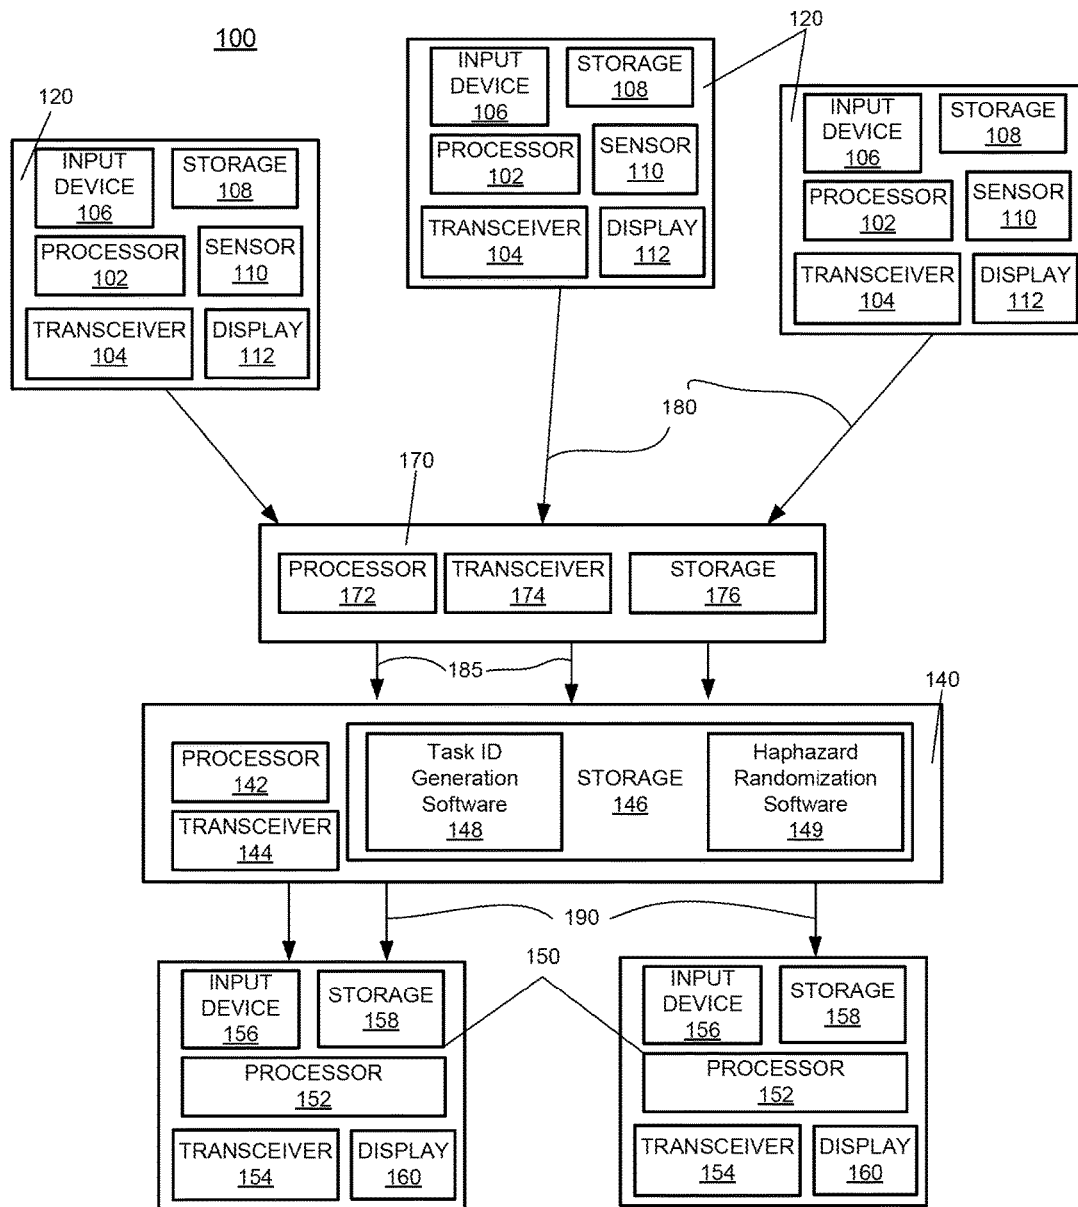 100
120
INPUT
DEVICE
106
STORAGE
108
PROCESSOR
102
SENSOR
110
TRANSCEIVER
104
DISPLAY
112
120
INPUT
DEVICE
106
STORAGE
108
PROCESSOR
102
SENSOR
110
TRANSCEIVER
104
DISPLAY
112
INPUT
DEVICE
106
STORAGE
108
PROCESSOR
102
SENSOR
110
TRANSCEIVER
104
DISPLAY
112
180
170
PROCESSOR
172
TRANSCEIVER
174
STORAGE
176
185
140
PROCESSOR
142
TRANSCEIVER
144
Task ID
Generation
Software
148
STORAGE
146
Haphazard
Randomization
Software
149
190
150
INPUT
DEVICE
156
STORAGE
158
PROCESSOR
152
TRANSCEIVER
154
DISPLAY
160
INPUT
DEVICE
156
STORAGE
158
PROCESSOR
152
TRANSCEIVER
154
DISPLAY
160